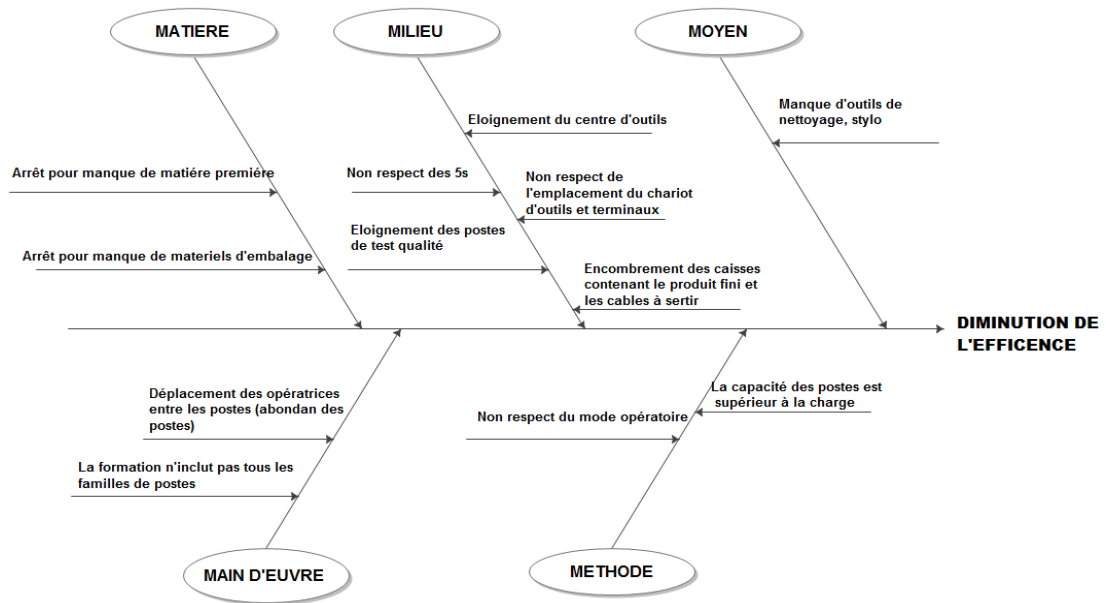 MATIERE
MILIEU
MOYEN
Manque d'outils de
nettoyage, stylo
Eloignement du centre d'outils
Arrêt pour manque de matiére premiére
Non respect des 5s
Non respect de
l'emplacement du chariot
d'outils et terminaux
Eloignement des postes
de test qualité
Arrêt pour manque de materiels d'embalage
Encombrement des caisses
contenant le produit fini et
les cables à sertir
DIMINUTION DE
L'EFFICENCE
Déplacement des opératrices
entre les postes (abondan des
postes)
La capacité des postes est
supérieur à la charge
Non respect du mode opératoire
La formation n'inclut pas tous les
familles de postes
MAIN D'EUVRE
METHODE